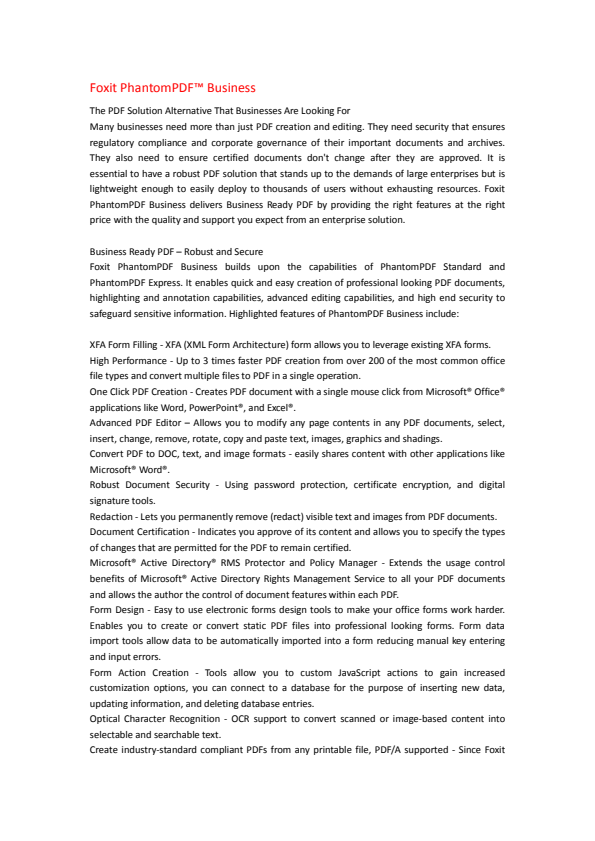 Foxit PhantomPDF™ Business
The PDF Solution Alternative That Businesses Are Looking For
Many businesses need more than just PDF creation and editing. They need security that ensures
regulatory compliance and corporate governance of their important documents and archives.
They also need to ensure certified documents don't change after they are approved. It is
essential to have a robust PDF solution that stands up to the demands of large enterprises but is
lightweight enough to easily deploy to thousands of users without exhausting resources. Foxit
PhantomPDF Business delivers Business Ready PDF by providing the right features at the right
price with the quality and support you expect from an enterprise solution.
Business Ready PDF – Robust and Secure
Foxit PhantomPDF Business builds upon the capabilities of PhantomPDF Standard and
PhantomPDF Express. It enables quick and easy creation of professional looking PDF documents,
highlighting and annotation capabilities, advanced editing capabilities, and high end security to
safeguard sensitive information. Highlighted features of PhantomPDF Business include:
XFA Form Filling - XFA (XML Form Architecture) form allows you to leverage existing XFA forms.
High Performance - Up to 3 times faster PDF creation from over 200 of the most common office
file types and convert multiple files to PDF in a single operation.
One Click PDF Creation - Creates PDF document with a single mouse click from Microsoft® Office®
applications like Word, PowerPoint®, and Excel®.
Advanced PDF Editor – Allows you to modify any page contents in any PDF documents, select,
insert, change, remove, rotate, copy and paste text, images, graphics and shadings.
Convert PDF to DOC, text, and image formats - easily shares content with other applications like
Microsoft® Word®.
Robust Document Security - Using password protection, certificate encryption, and digital
signature tools.
Redaction - Lets you permanently remove (redact) visible text and images from PDF documents.
Document Certification - Indicates you approve of its content and allows you to specify the types
of changes that are permitted for the PDF to remain certified.
Microsoft® Active Directory® RMS Protector and Policy Manager - Extends the usage control
benefits of Microsoft® Active Directory Rights Management Service to all your PDF documents
and allows the author the control of document features within each PDF.
Form Design - Easy to use electronic forms design tools to make your office forms work harder.
Enables you to create or convert static PDF files into professional looking forms. Form data
import tools allow data to be automatically imported into a form reducing manual key entering
and input errors.
Form Action Creation - Tools allow you to custom JavaScript actions to gain increased
customization options, you can connect to a database for the purpose of inserting new data,
updating information, and deleting database entries.
Optical Character Recognition - OCR support to convert scanned or image-based content into
selectable and searchable text.
Create industry-standard compliant PDFs from any printable file, PDF/A supported - Since Foxit